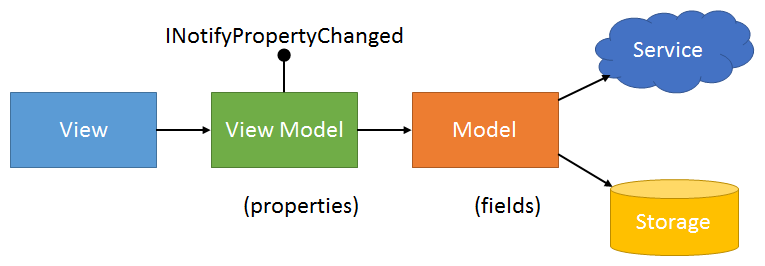 INotifyPropertyChanged
Service
View
View Model
Model
(properties)
(fields)
Storage